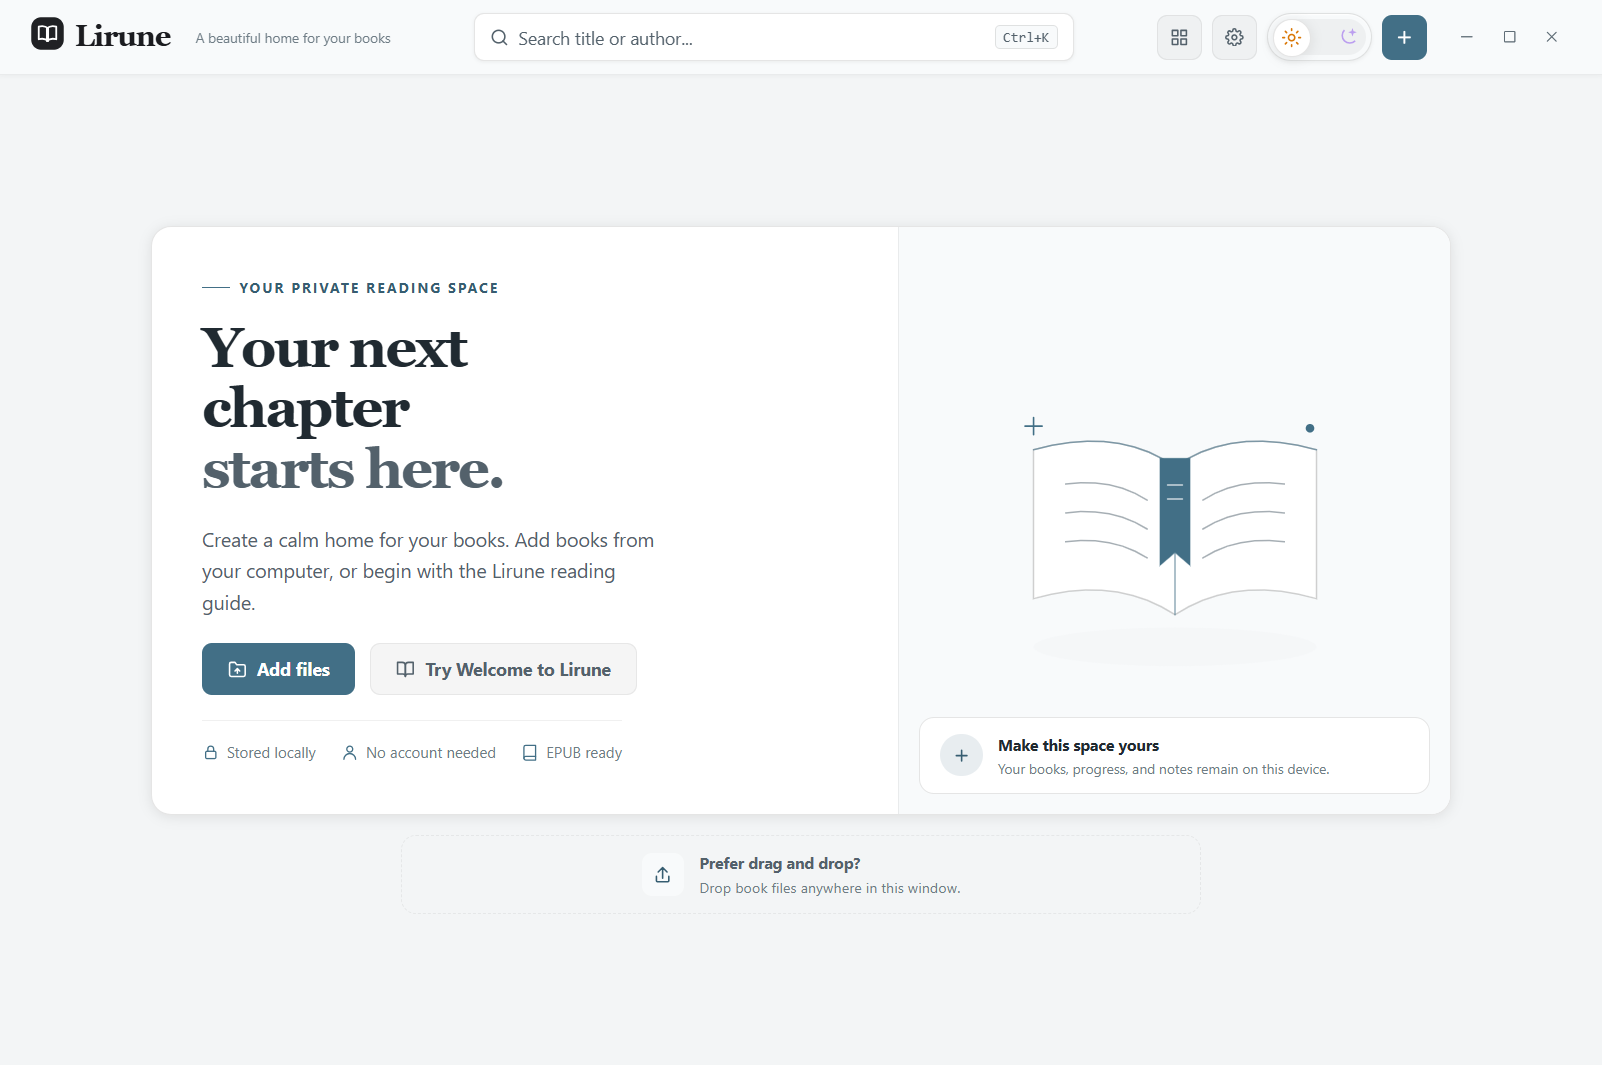 Lirune
A beautiful home for your books
Search title or author...
Ctrl+K
YOUR PRIVATE READING SPACE
Your next
chapter
starts here.
Create a calm home for your books. Add books from
your computer, or begin with the Lirune reading
guide.
Add files
Try Welcome to Lirune
Stored locally
No account needed
EPUB ready
Make this space yours
Your books, progress, and notes remain on this device.
Prefer drag and drop?
Drop book files anywhere in this window.